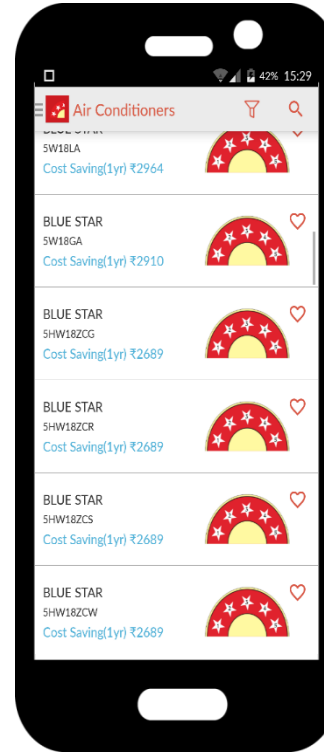 42% 15:29
Air Conditioners
BLUE STAR
5W18LA
Cost Saving(1yr) ₹2964
BLUE STAR
5W18GA
Cost Saving(1yr) ₹2910
BLUE STAR
5HW18ZCG
Cost Saving(1yr) ₹2689
BLUE STAR
5HW18ZCR
Cost Saving(1yr) ₹2689
BLUE STAR
5HW18ZCS
Cost Saving(1yr) ₹2689
BLUE STAR
5HW18ZCW
Cost Saving(1yr) ₹2689